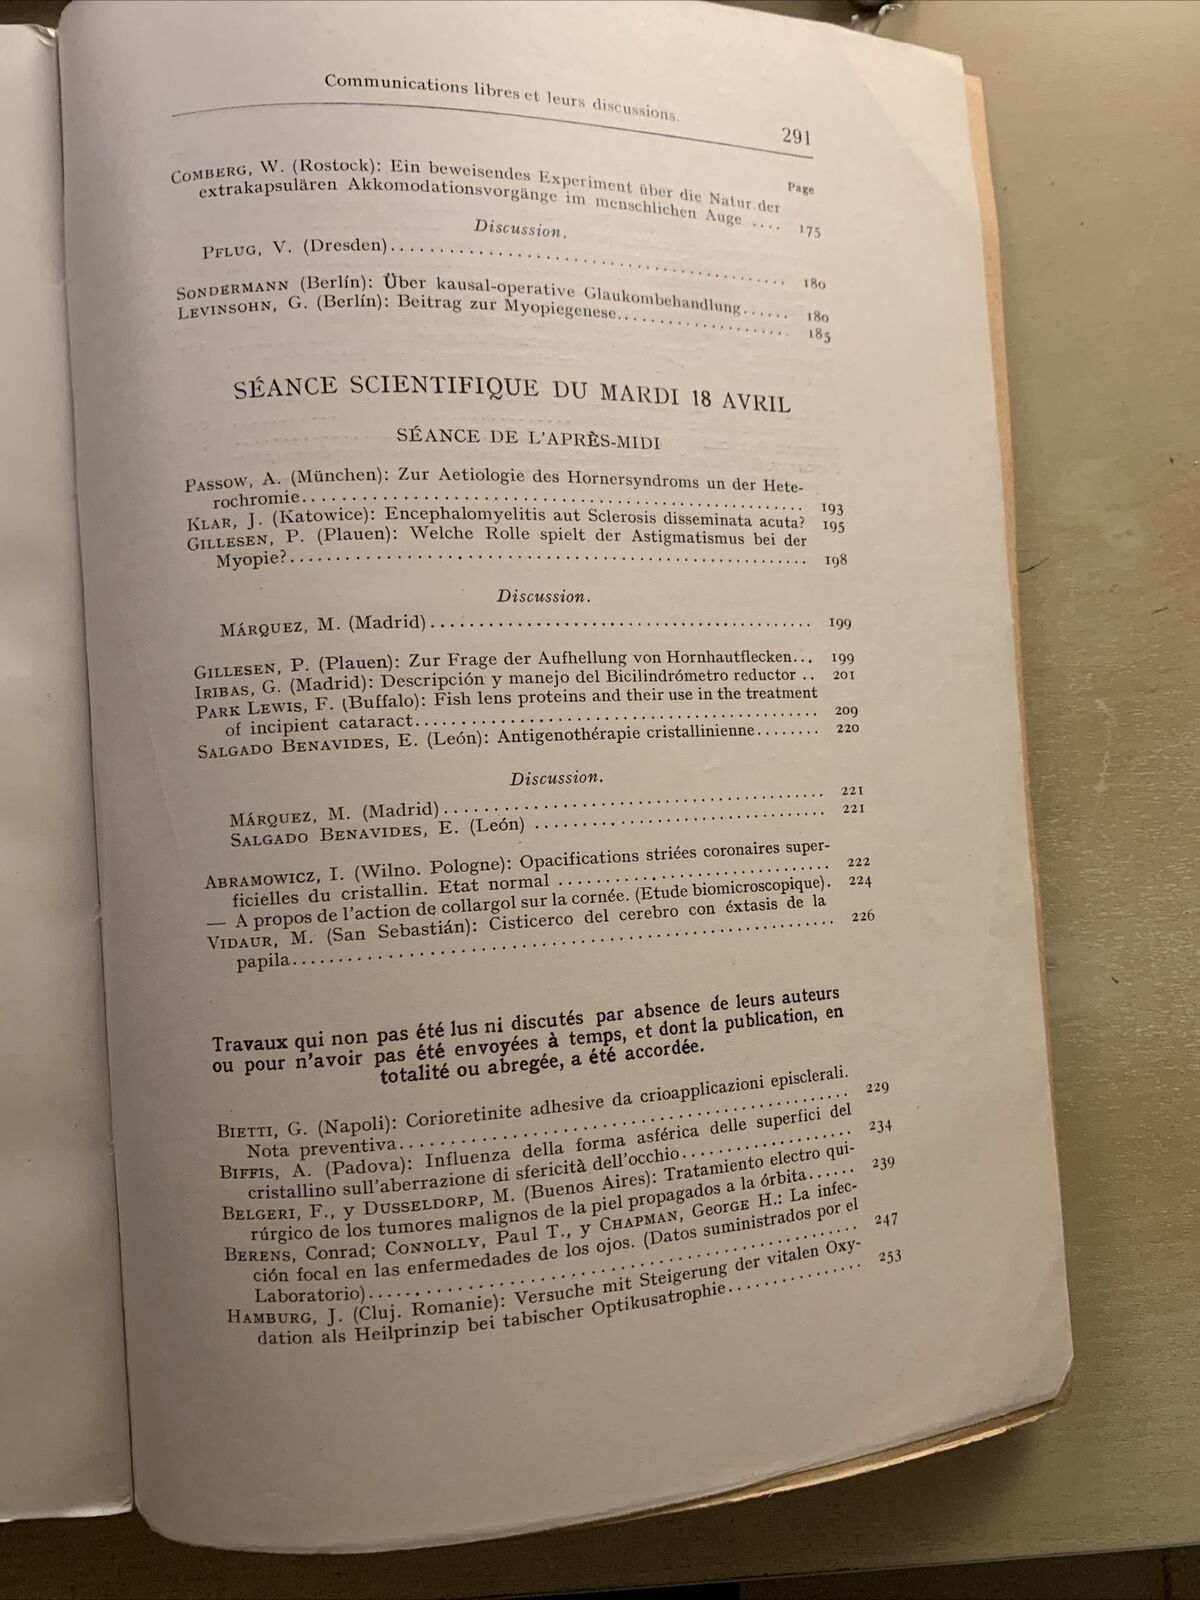 Communications libres et leurs discussions.
291
Page
COMBERG, W. (Rostock): Ein beweisendes Experiment über die Natur der
extrakapsulären Akkomodationsvorgänge im menschlichen Auge .... 175
Discussion.
PFLUG, V. (Dresden)........................................ 180
SONDERMANN (Berlín): Über kausal-operative Glaukombehandlung...... 180
LEVINSOHN, G. (Berlín): Beitrag zur Myopiegenese.................... 185
SÉANCE SCIENTIFIQUE DU MARDI 18 AVRIL
SÉANCE DE L'APRÈS-MIDI
PASSOW, A. (München): Zur Aetiologie des Hornersyndroms un der Hete-
rochromie.................................................. 193
KLAR, J. (Katowice): Encephalomyelitis aut Sclerosis disseminata acuta? 195
GILLESEN, P. (Plauen): Welche Rolle spielt der Astigmatismus bei der
Myopie?.................................................... 198
Discussion.
MÁRQUEZ, M. (Madrid)...................................... 199
GILLESEN, P. (Plauen): Zur Frage der Aufhellung von Hornhautflecken... 199
IRIBAS, G. (Madrid): Descripción y manejo del Bicilindrómetro reductor .. 201
PARK LEWIS, F. (Buffalo): Fish lens proteins and their use in the treatment
of incipient cataract........................................ 209
SALGADO BENAVIDES, E. (León): Antigenothérapie cristallinienne........ 220
Discussion.
MÁRQUEZ, M. (Madrid)...................................... 221
SALGADO BENAVIDES, E. (León) .............................. 221
ABRAMOWICZ, I. (Wilno. Pologne): Opacifications striées coronaires super-
ficielles du cristallin. Etat normal ........................... 222
— A propos de l'action de collargol sur la cornée. (Etude biomicroscopique). 224
VIDAUR, M. (San Sebastián): Cisticerco del cerebro con éxtasis de la
papila...................................................... 226
Travaux qui non pas été lus ni discutés par absence de leurs auteurs
ou pour n'avoir pas été envoyées à temps, et dont la publication, en
totalité ou abregée, a été accordée.
BIETTI, G. (Napoli): Corioretinite adhesive da crioapplicazioni episclerali.
Nota preventiva............................................. 229
BIFFIS, A. (Padova): Influenza della forma asférica delle superfici del
cristallino sull'aberrazione di sfericità dell'occhio................. 234
BELGERI, F., y DUSSELDORP, M. (Buenos Aires): Tratamiento electro qui-
rúrgico de los tumores malignos de la piel propagados a la órbita...... 239
BERENS, Conrad; CONNOLLY, Paul T., y CHAPMAN, George H.: La infec-
ción focal en las enfermedades de los ojos. (Datos suministrados por el
Laboratorio)................................................ 247
HAMBURG, J. (Cluj. Romanie): Versuche mit Steigerung der vitalen Oxy-
dation als Heilprinzip bei tabischer Optikusatrophie............... 253